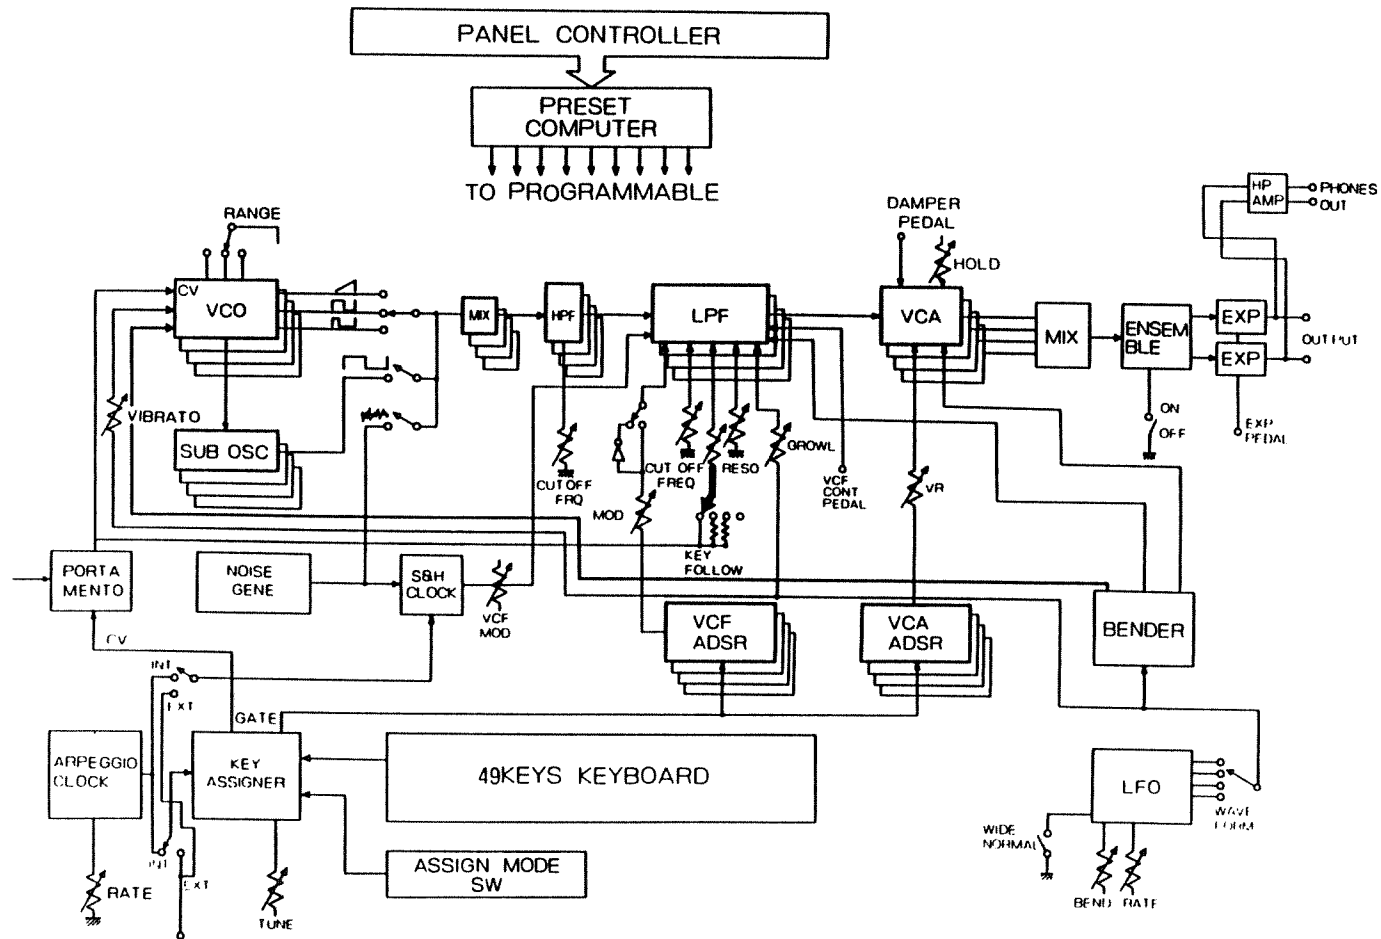 PANEL CONTROLLER
PRESET
COMPUTER
TO PROGRAMMABLE
RANGE
DAMPER
PEDAL
HOLD
HP
AMP
PHONES
OUT
CV
VCO
MIX
HPF
LPF
VCA
MIX
ENSEM
BLE
EXP
EXP
OUTPUT
VIBRATO
SUB OSC
CUT OFF
FRQ
CUT OFF
FREQ
RESO
GROWL
VCF
CONT
PEDAL
VR
ON
OFF
EXP
PEDAL
MOD
KEY
FOLLOW
PORTA
MENTO
NOISE
GENE
S&H
CLOCK
VCF
MOD
VCF
ADSR
VCA
ADSR
BENDER
CV
INT
EXT
GATE
ARPEGGIO
CLOCK
KEY
ASSIGNER
49KEYS KEYBOARD
LFO
WAVE
FORM
WIDE
NORMAL
INT
EXT
RATE
TUNE
ASSIGN MODE
SW
BEND RATE